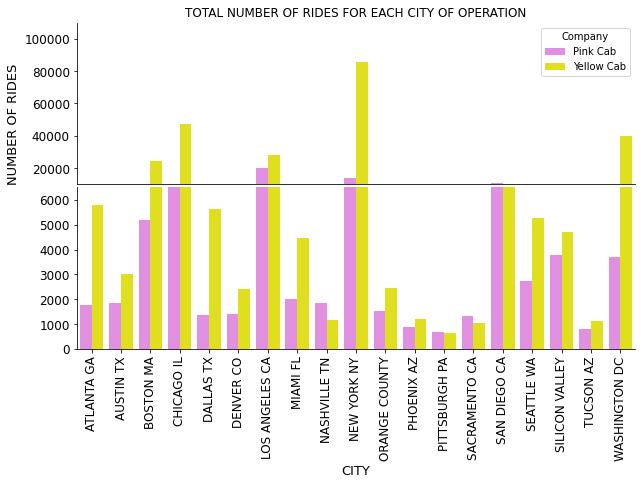 TOTAL NUMBER OF RIDES FOR EACH CITY OF OPERATION
NUMBER OF RIDES
100000
80000
60000
40000
20000
Company
Pink Cab
Yellow Cab
6000
5000
4000
3000
2000
1000
0
ATLANTA GA
AUSTIN TX
BOSTON MA
CHICAGO IL
DALLAS TX
DENVER CO
LOS ANGELES CA
MIAMI FL
NASHVILLE TN
NEW YORK NY
ORANGE COUNTY
PHOENIX AZ
PITTSBURGH PA
SACRAMENTO CA
SAN DIEGO CA
SEATTLE WA
SILICON VALLEY
TUCSON AZ
WASHINGTON DC
CITY